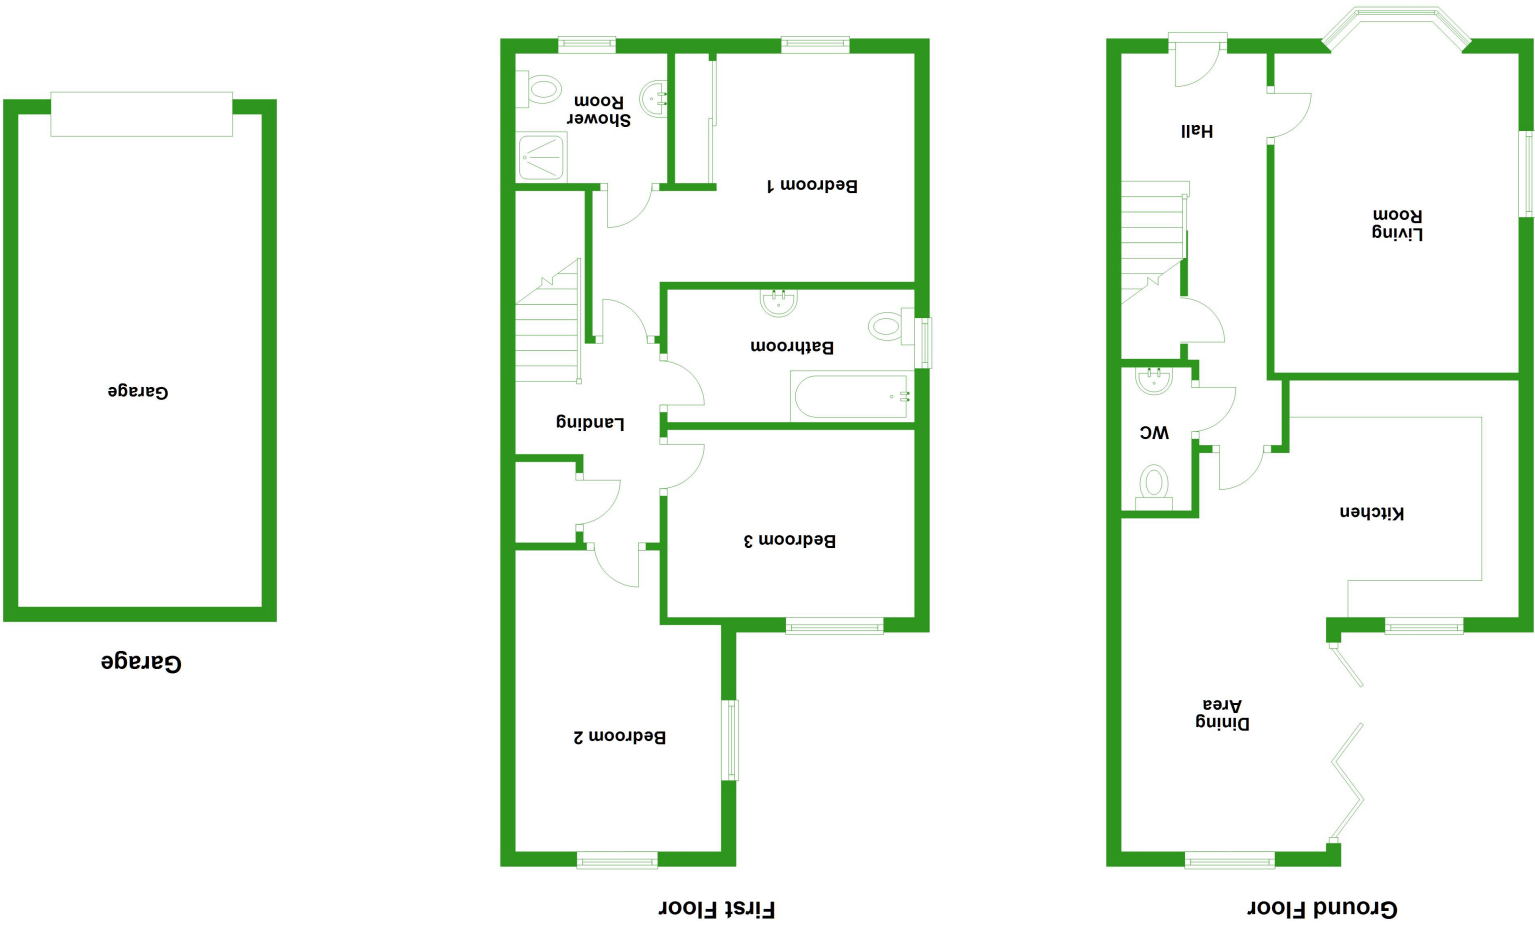 Ground Floor
Dining
Area
Kitchen
WC
Living
Room
Hall
First Floor
Bedroom 2
Bedroom 3
Landing
Bathroom
Bedroom 1
Shower
Room
Garage
Garage